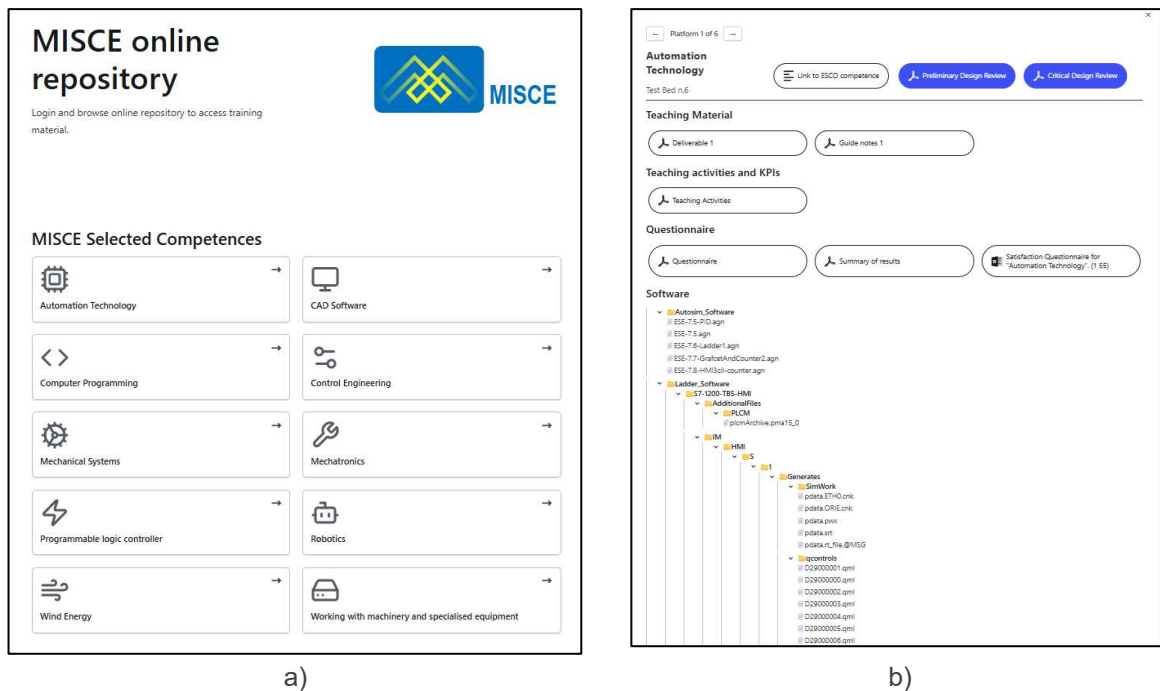 MISCE online
repository
MISCE
Login and browse online repository to access training
material.
MISCE Selected Competences
Automation Technology
CAD Software
Computer Programming
Control Engineering
Mechanical Systems
Mechatronics
Programmable logic controller
Robotics
Wind Energy
Working with machinery and specialised equipment
a)
Platform 1 of 6
Automation
Technology
Test Bed n.6
Link to ESCO competence
Preliminary Design Review
Critical Design Review
Teaching Material
Deliverable 1
Guide notes 1
Teaching activities and KPIs
Teaching Activities
Questionnaire
Questionnaire
Summary of results
Satisfaction Questionnaire for
"Automation Technology". (1 55)
Software
Autosim_Software
ESE-7.5-PID.agn
ESE-7.5.agn
ESE-7.6-Ladder1.agn
ESE-7.7-GrafcetAndCounter2.agn
ESE-7.8-HMI3cil-counter.agn
Ladder_Software
S7-1200-TB5-HMI
AdditionalFiles
PLCM
plcmArchive.pma15_0
IM
HMI
S
1
Generates
SimWork
pdata.ETH0.cnk
pdata.ORIE.cnk
pdata.pwx
pdata.srt
pdata.rt_file.@MSG
qcontrols
D29000001.qml
D29000000.qml
D29000002.qml
D29000003.qml
D29000004.qml
D29000005.qml
D29000006.qml
b)